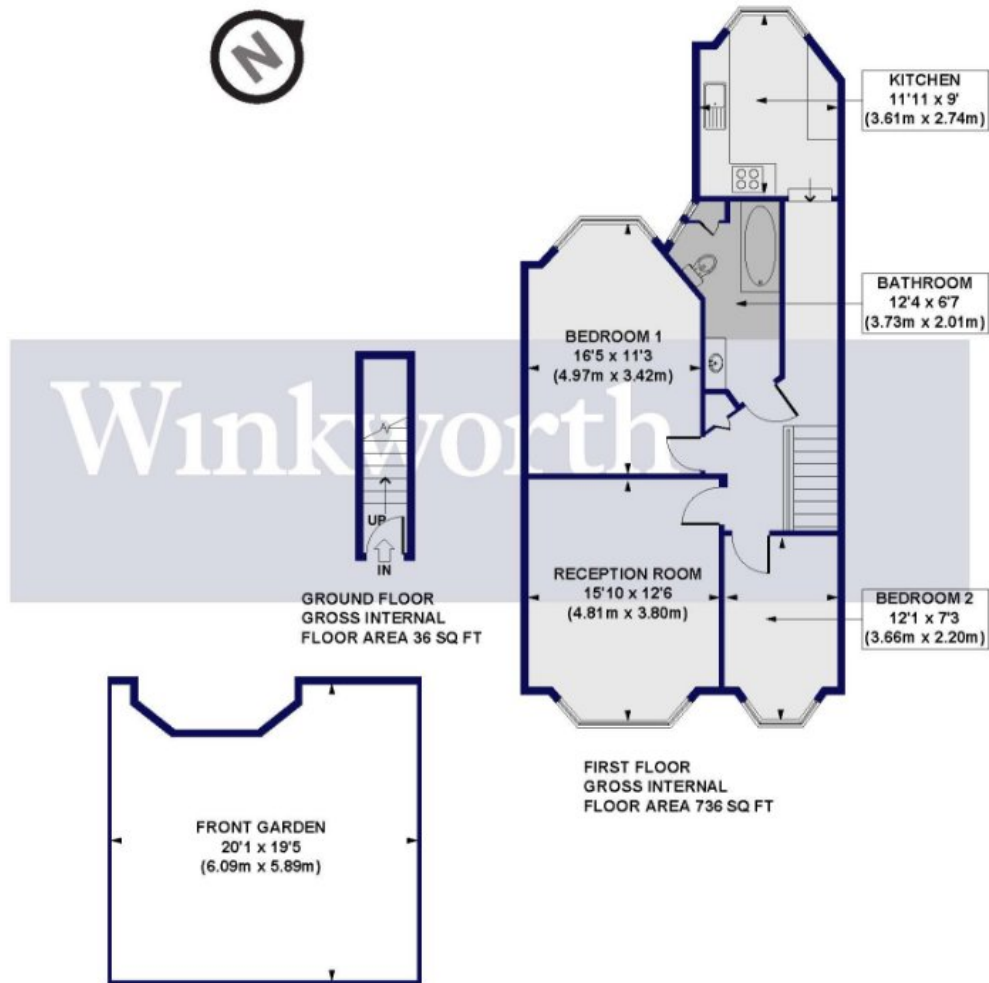 N
KITCHEN
11'11 x 9'
(3.61m x 2.74m)
BATHROOM
12'4 x 6'7
(3.73m x 2.01m)
BEDROOM 1
16'5 x 11'3
(4.97m x 3.42m)
Winkworth
UP
IN
GROUND FLOOR
GROSS INTERNAL
FLOOR AREA 36 SQ FT
RECEPTION ROOM
15'10 x 12'6
(4.81m x 3.80m)
BEDROOM 2
12'1 x 7'3
(3.66m x 2.20m)
FIRST FLOOR
GROSS INTERNAL
FLOOR AREA 736 SQ FT
FRONT GARDEN
20'1 x 19'5
(6.09m x 5.89m)